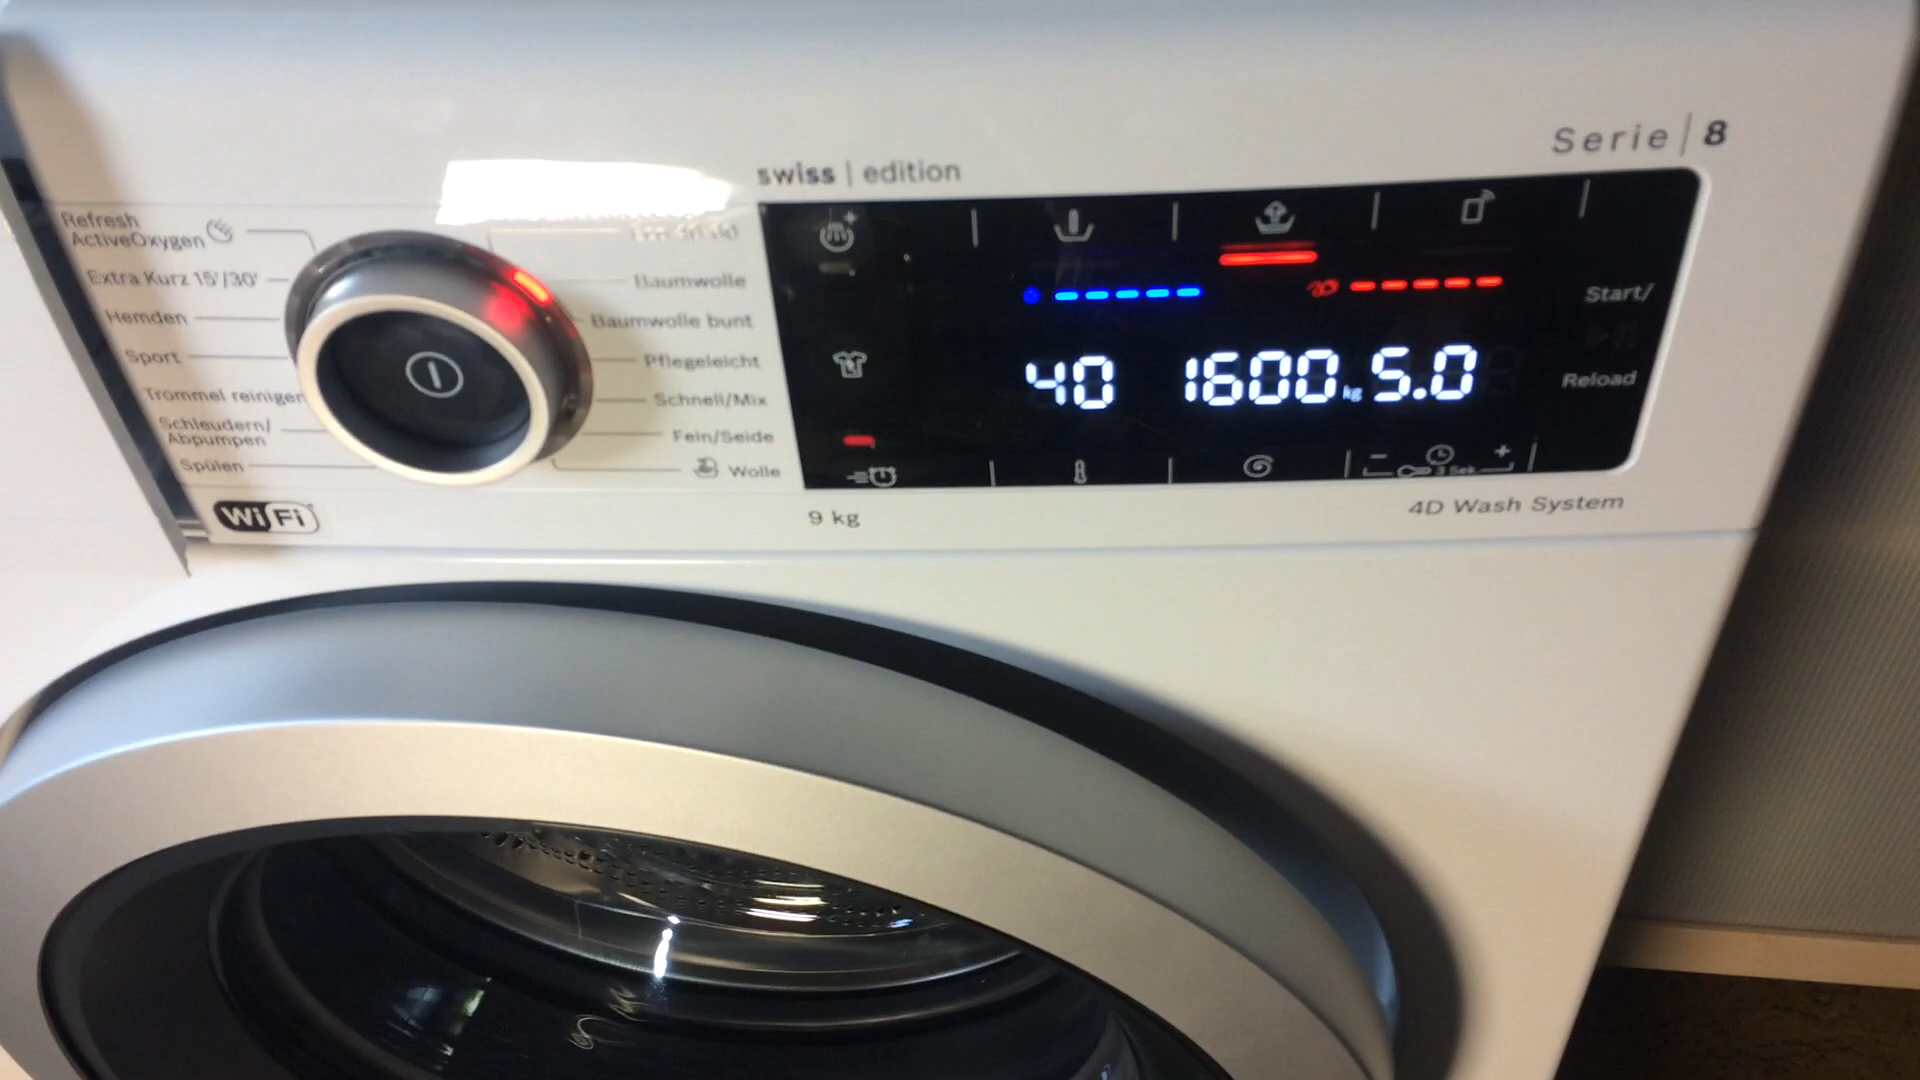 Serie | 8
swiss | edition
Refresh
ActiveOxygen
Extra Kurz 15'/30'
Hemden
Sport
Trommel reinigen
Schleudern/
Abpumpen
Spülen
Baumwolle
Baumwolle bunt
Pflegeleicht
Schnell/Mix
Fein/Seide
Wolle
40
1600
kg 5.0
Start/
Reload
- +
3 Sek.
WiFi
9 kg
4D Wash System